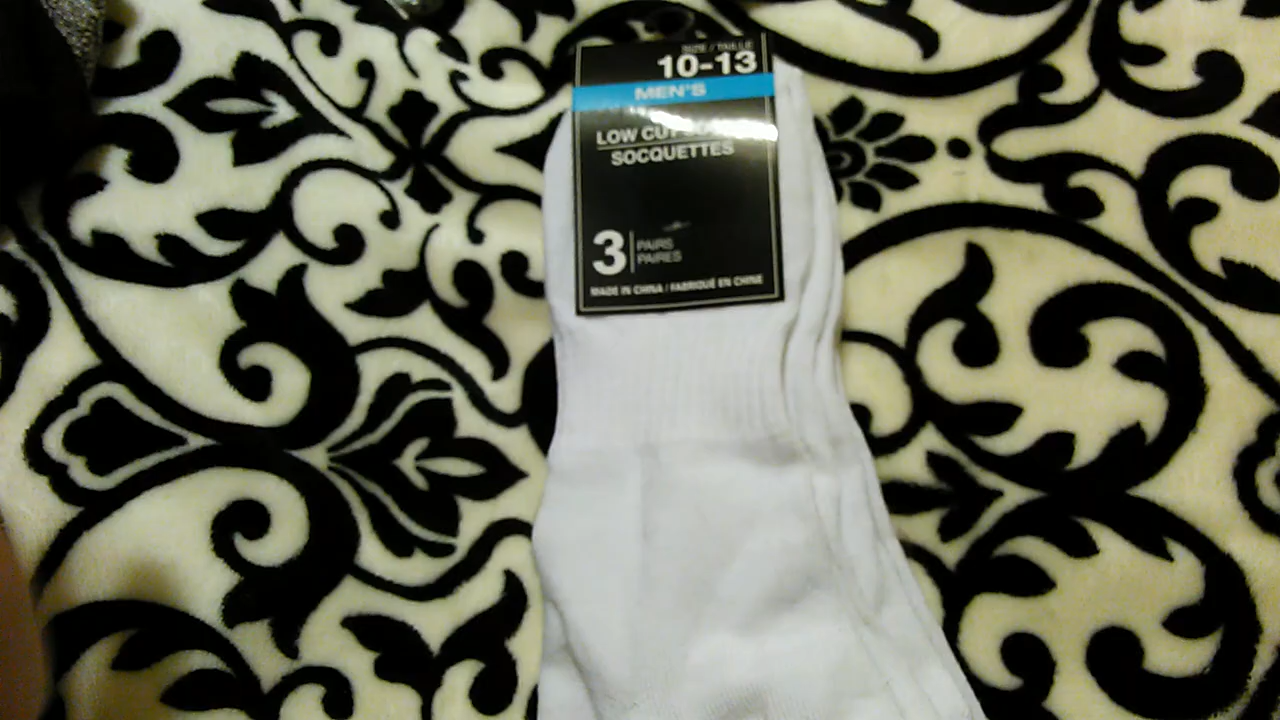 SIZE / TAILLE
10-13
MEN'S
LOW CUT
SOCQUETTES
3 PAIRS
PAIRES
MADE IN CHINA / FABRIQUÉ EN CHINE